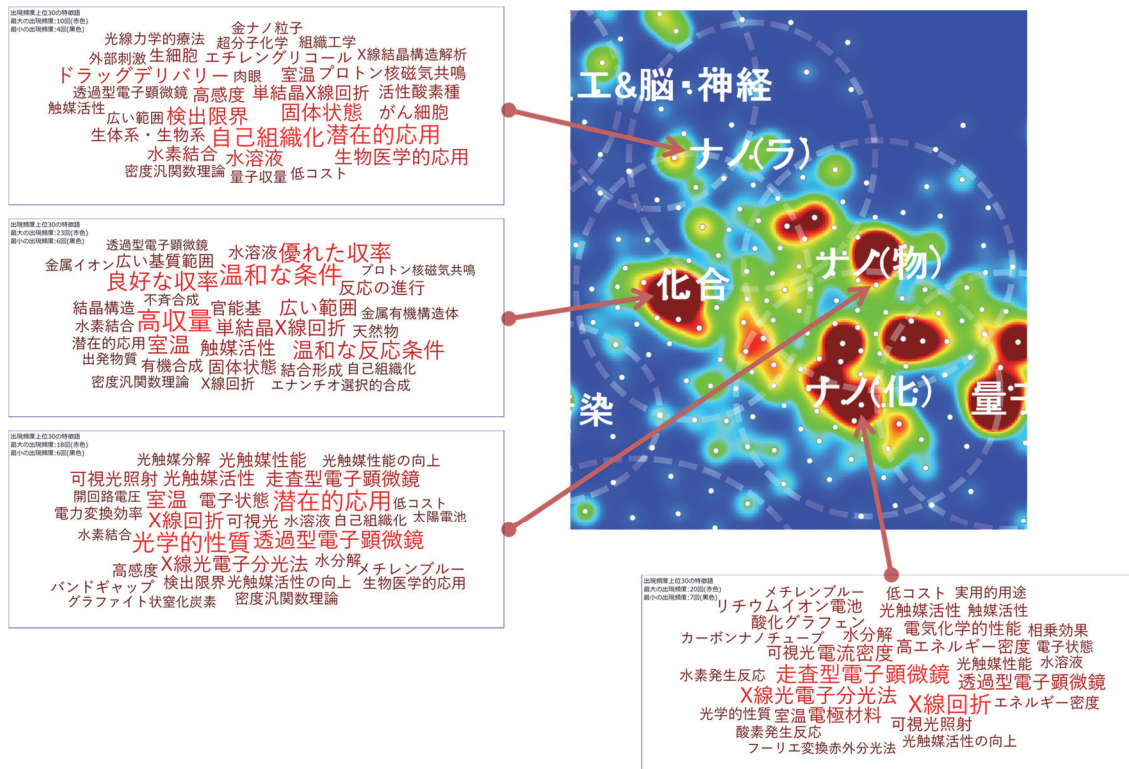 出現頻度上位30の特徴語
最大の出現頻度:10回(赤色)
最小の出現頻度:4回(黒色)
金ナノ粒子
光線力学的療法 超分子化学 組織工学
外部刺激 生細胞 エチレングリコール X線結晶構造解析
ドラッグデリバリー 肉眼 室温 プロトン核磁気共鳴
透過型電子顕微鏡 高感度 単結晶X線回折 活性酸素種
触媒活性 広い範囲 検出限界 固体状態 がん細胞
生体系・生物系 自己組織化 潜在的応用
水素結合 水溶液 生物医学的応用
密度汎関数理論 量子収量 低コスト
出現頻度上位30の特徴語
最大の出現頻度:23回(赤色)
最小の出現頻度:6回(黒色)
透過型電子顕微鏡 水溶液 優れた収率
金属イオン 広い基質範囲 プロトン核磁気共鳴
良好な収率 温和な条件 反応の進行
結晶構造 不斉合成 官能基 広い範囲 金属有機構造体
水素結合 高収量 単結晶X線回折 天然物
潜在的応用 室温 触媒活性 温和な反応条件
出発物質 有機合成 固体状態 結合形成 自己組織化
密度汎関数理論 X線回折 エナンチオ選択的合成
出現頻度上位30の特徴語
最大の出現頻度:18回(赤色)
最小の出現頻度:6回(黒色)
光触媒分解 光触媒性能 光触媒性能の向上
可視光照射 光触媒活性 走査型電子顕微鏡
開回路電圧 室温 電子状態 潜在的応用 低コスト
電力変換効率 X線回折 可視光 水溶液 自己組織化 太陽電池
水素結合 光学的性質 透過型電子顕微鏡
高感度 X線光電子分光法 水分解 メチレンブルー
バンドギャップ 検出限界 光触媒活性の向上 生物医学的応用
グラファイト状窒化炭素 密度汎関数理論
工&脳・神経
ナノ(ラ)
ナノ(物)
化合
ナノ(化)
量子
染
出現頻度上位30の特徴語
最大の出現頻度:20回(赤色)
最小の出現頻度:7回(黒色)
メチレンブルー 低コスト 実用的用途
リチウムイオン電池 光触媒活性 触媒活性
酸化グラフェン 電気化学的性能 相乗効果
カーボンナノチューブ 水分解
可視光 電流密度 高エネルギー密度 電子状態
水素発生反応 走査型電子顕微鏡 光触媒性能 水溶液
透過型電子顕微鏡
X線光電子分光法 X線回折 エネルギー密度
光学的性質 室温 電極材料 可視光照射
酸素発生反応 光触媒活性の向上
フーリエ変換赤外分光法